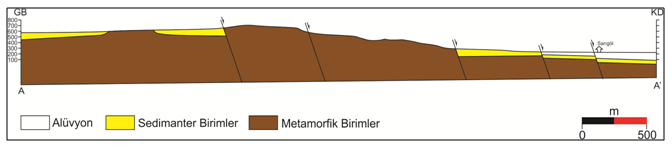 GB
KD
800
700
600
500
400
300
200
100
Sarıgöl
A
A'
Alüvyon
Sedimanter Birimler
Metamorfik Birimler
m
0
500